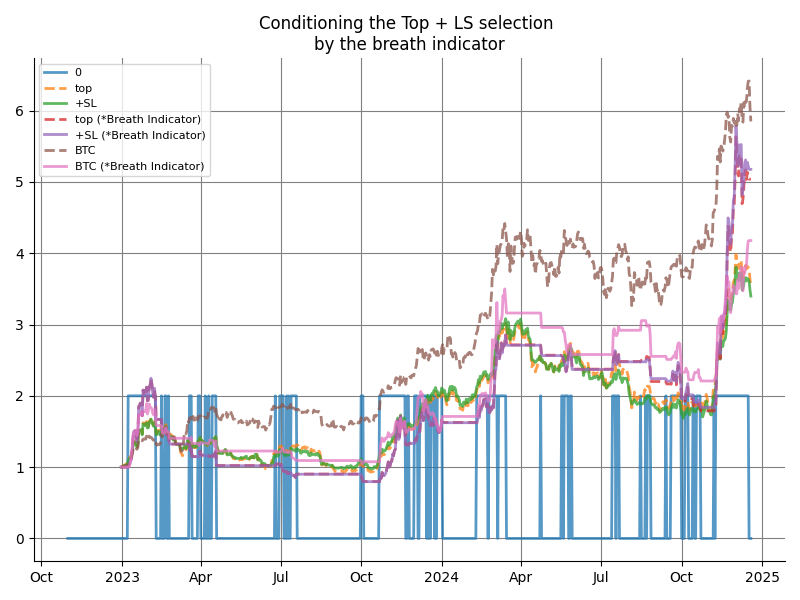 Conditioning the Top + LS selection
by the breath indicator
0
top
+SL
top (*Breath Indicator)
+SL (*Breath Indicator)
BTC
BTC (*Breath Indicator)
6
5
4
3
2
1
0
Oct
2023
Apr
Jul
Oct
2024
Apr
Jul
Oct
2025